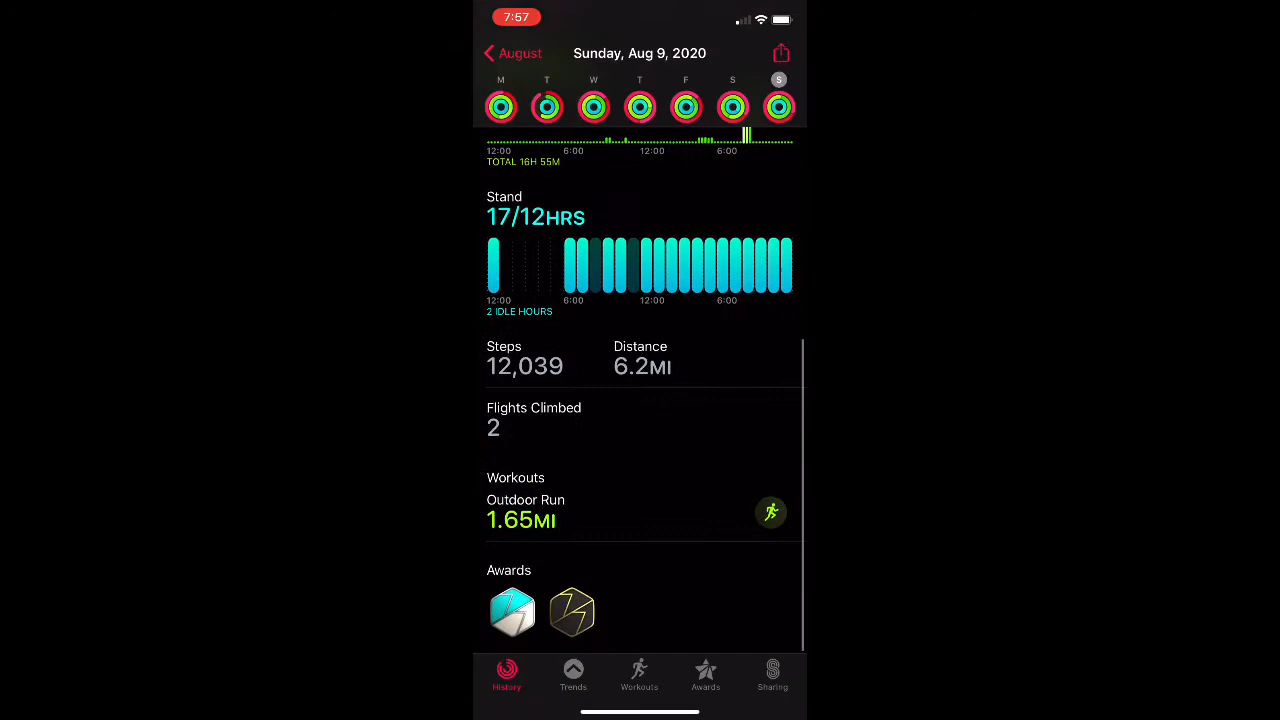 7:57
August
Sunday, Aug 9, 2020
M T W T F S S
12:00 6:00 12:00 6:00
TOTAL 16H 55M
Stand
17/12HRS
12:00 6:00 12:00 6:00
2 IDLE HOURS
Steps Distance
12,039 6.2MI
Flights Climbed
2
Workouts
Outdoor Run
1.65MI
Awards
History Trends Workouts Awards Sharing